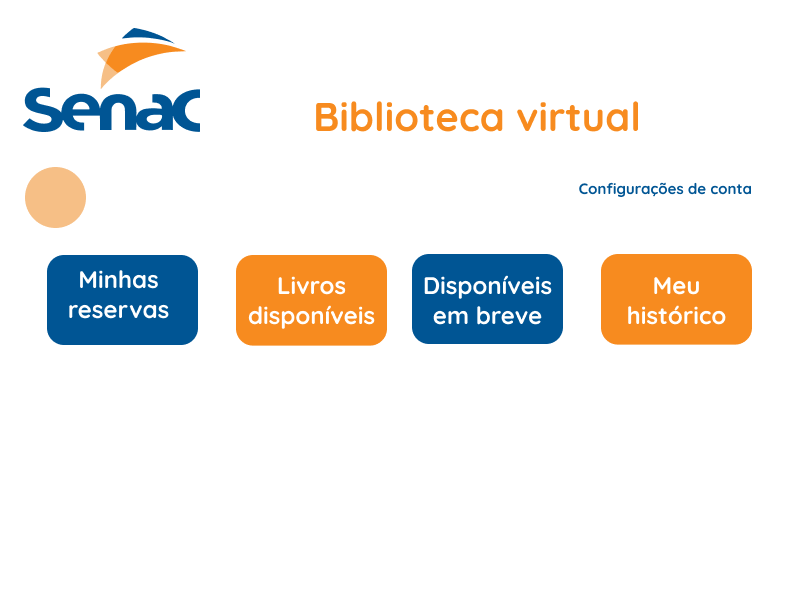 Senac
Biblioteca virtual
Configurações de conta
Minhas
reservas
Livros
disponíveis
Disponíveis
em breve
Meu
histórico